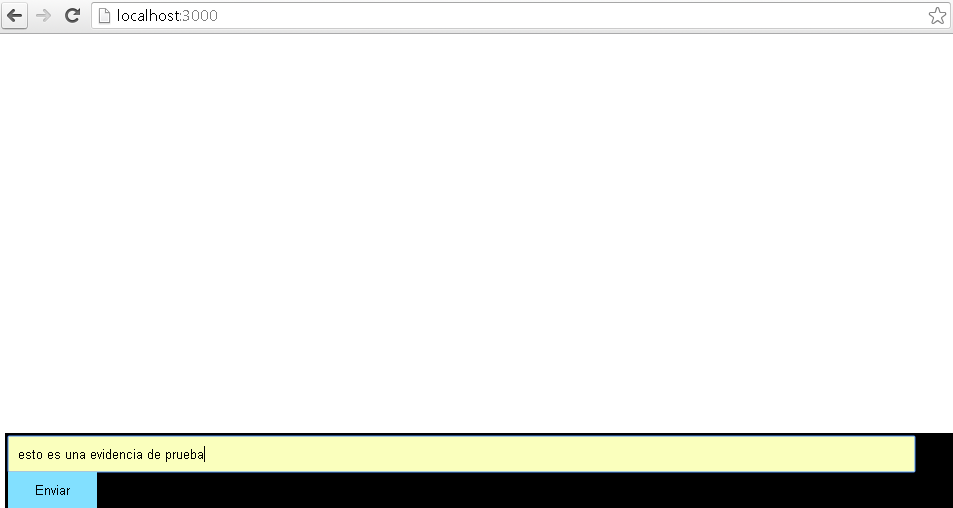 localhost:3000
esto es una evidencia de prueba
Enviar